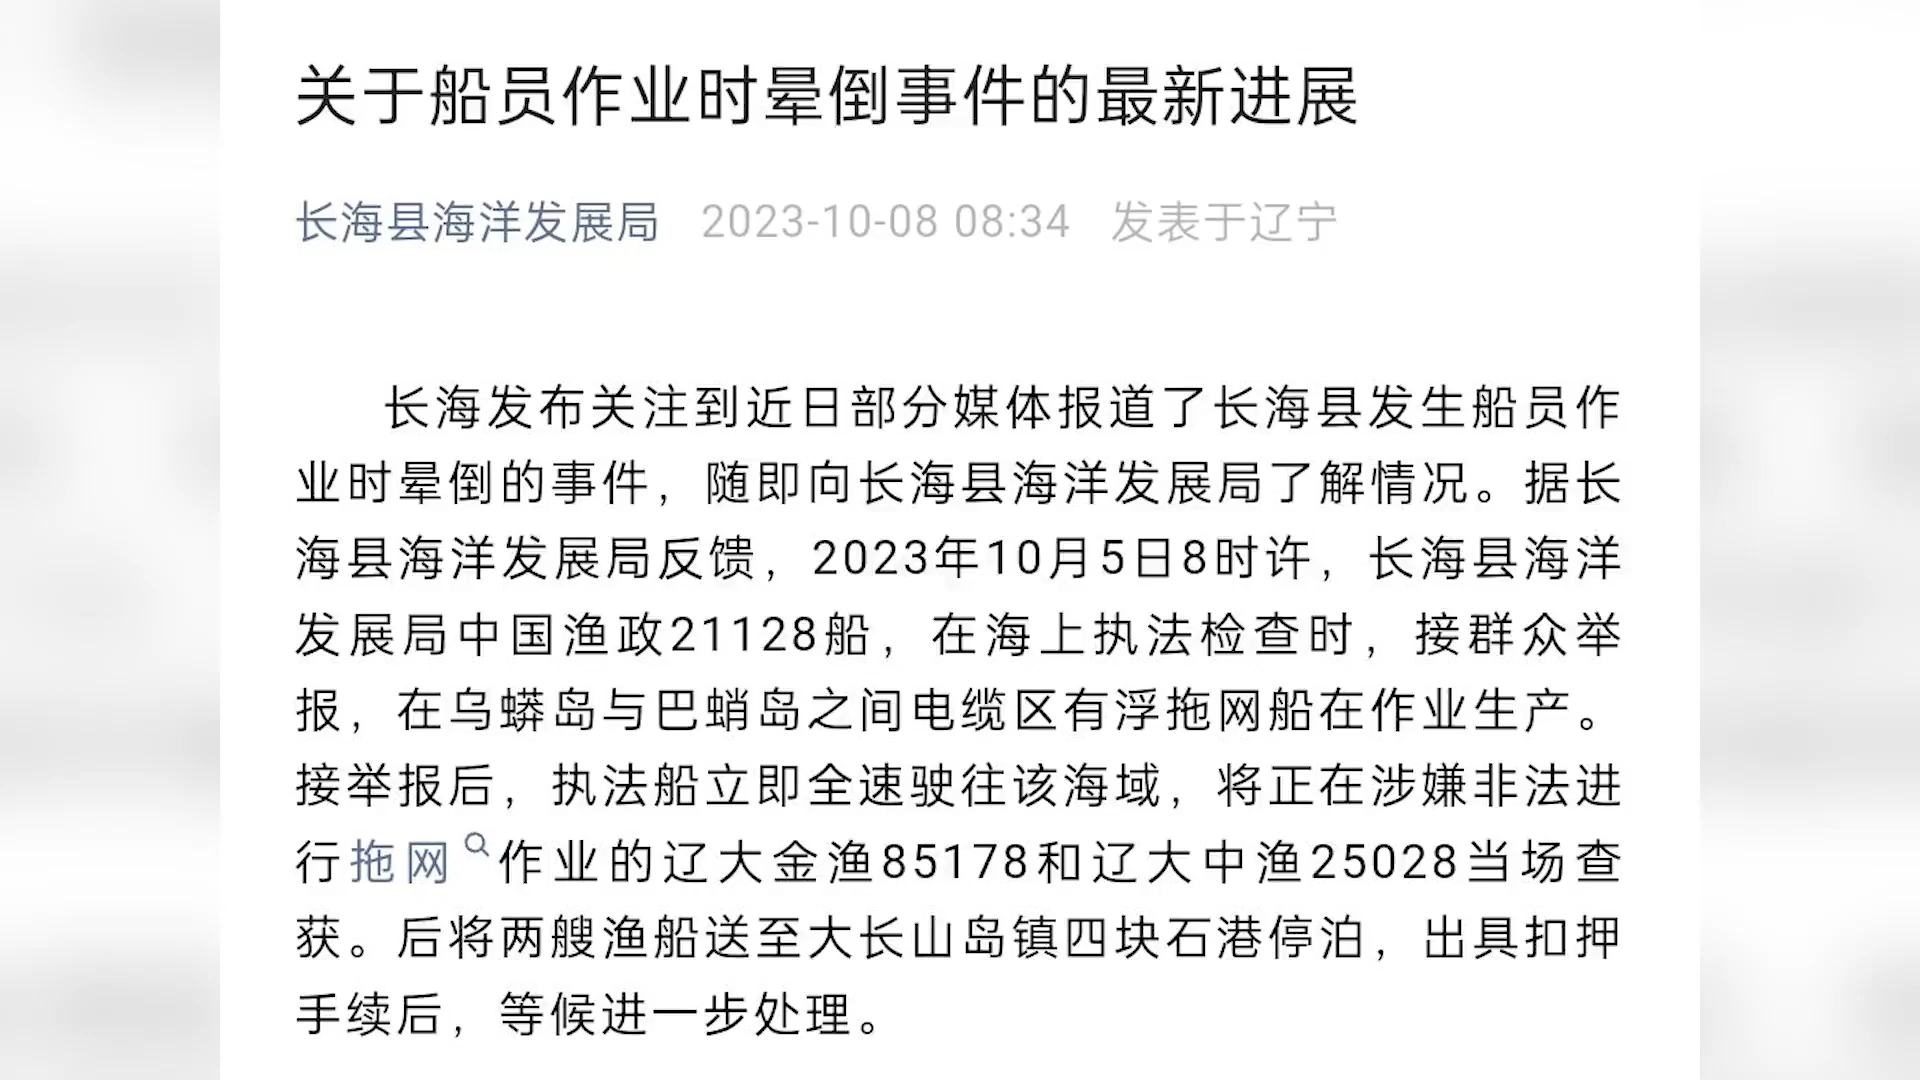 关于船员作业时晕倒事件的最新进展
长海县海洋发展局 2023-10-08 08:34 发表于辽宁
长海发布关注到近日部分媒体报道了长海县发生船员作
业时晕倒的事件，随即向长海县海洋发展局了解情况。据长
海县海洋发展局反馈，2023年10月5日8时许，长海县海洋
发展局中国渔政21128船，在海上执法检查时，接群众举
报，在乌蟒岛与巴蛸岛之间电缆区有浮拖网船在作业生产。
接举报后，执法船立即全速驶往该海域，将正在涉嫌非法进
行拖网作业的辽大金渔85178和辽大中渔25028当场查
获。后将两艘渔船送至大长山岛镇四块石港停泊，出具扣押
手续后，等候进一步处理。